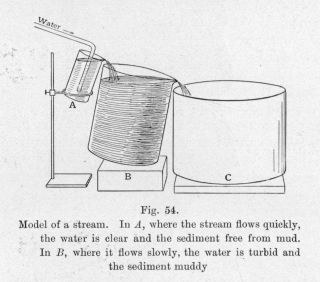 Water
A
B
C
Fig. 54.
Model of a stream. In A, where the stream flows quickly,
the water is clear and the sediment free from mud.
In B, where it flows slowly, the water is turbid and
the sediment muddy